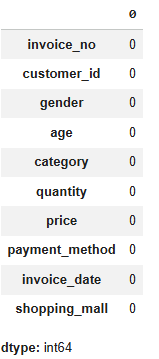 0
invoice_no 0
customer_id 0
gender 0
age 0
category 0
quantity 0
price 0
payment_method 0
invoice_date 0
shopping_mall 0
dtype: int64